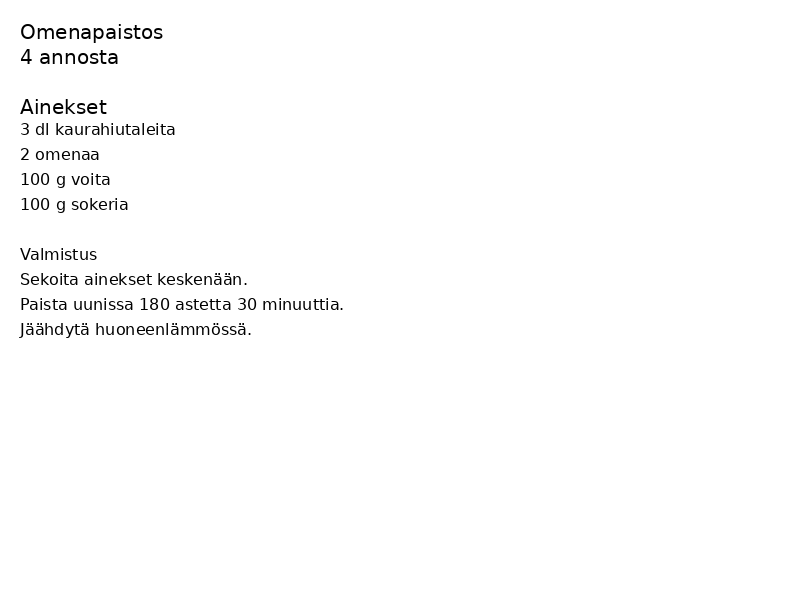 Omenapaistos
4 annosta
Ainekset
3 dl kaurahiutaleita
2 omenaa
100 g voita
100 g sokeria
Valmistus
Sekoita ainekset keskenään.
Paista uunissa 180 astetta 30 minuuttia.
Jäähdytä huoneenlämmössä.